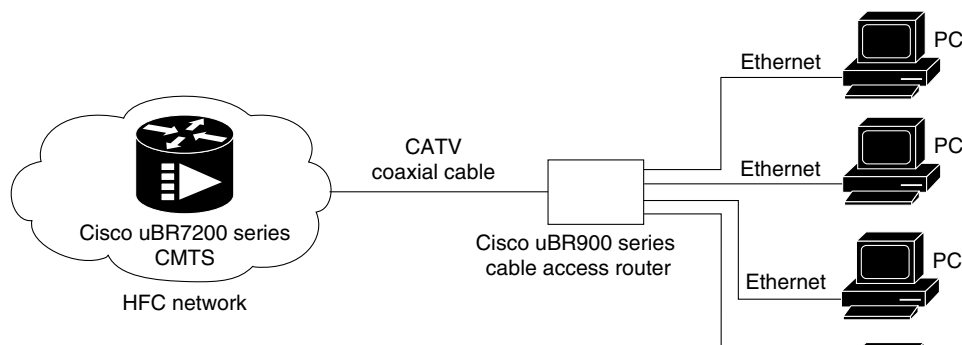 PC
Ethernet
PC
Ethernet
CATV
coaxial cable
Cisco uBR7200 series
CMTS
Cisco uBR900 series
cable access router
PC
Ethernet
HFC network